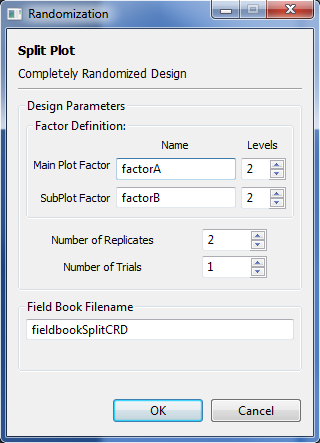 Randomization
Split Plot
Completely Randomized Design
Design Parameters
Factor Definition:
Name Levels
Main Plot Factor factorA 2
SubPlot Factor factorB 2
Number of Replicates 2
Number of Trials 1
Field Book Filename
fieldbookSplitCRD
OK Cancel